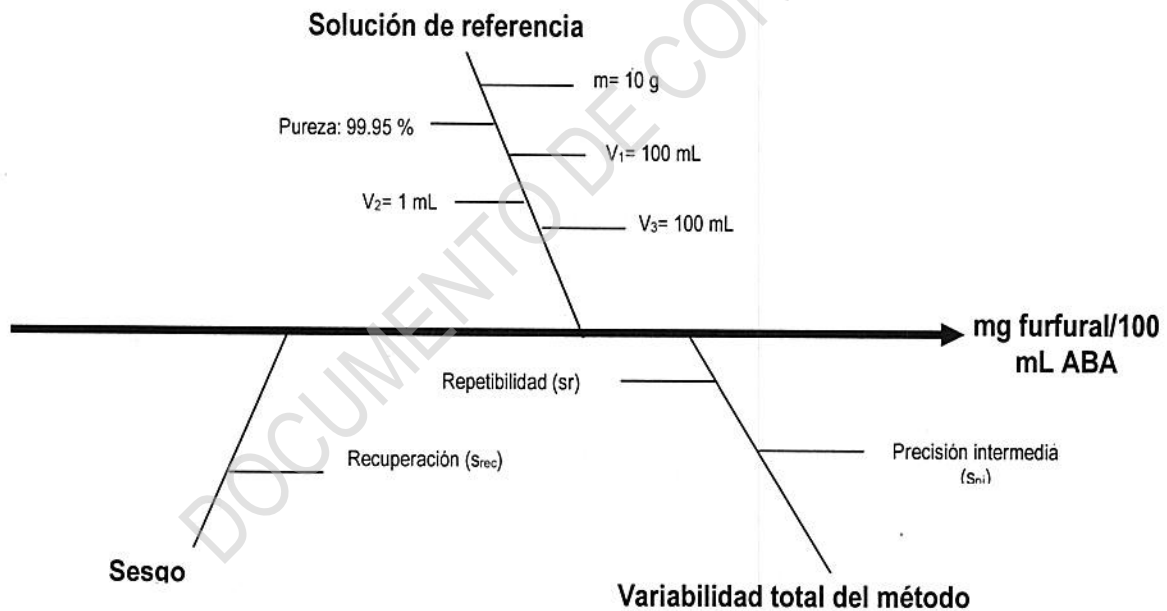 Solución de referencia
m= 10 g
Pureza: 99.95 %
V₁= 100 mL
V₂= 1 mL
V₃= 100 mL
mg furfural/100
mL ABA
Repetibilidad (sr)
Recuperación (Srec)
Precisión intermedia
(Spi)
Sesgo
Variabilidad total del método
DOCUMENTO DE CON